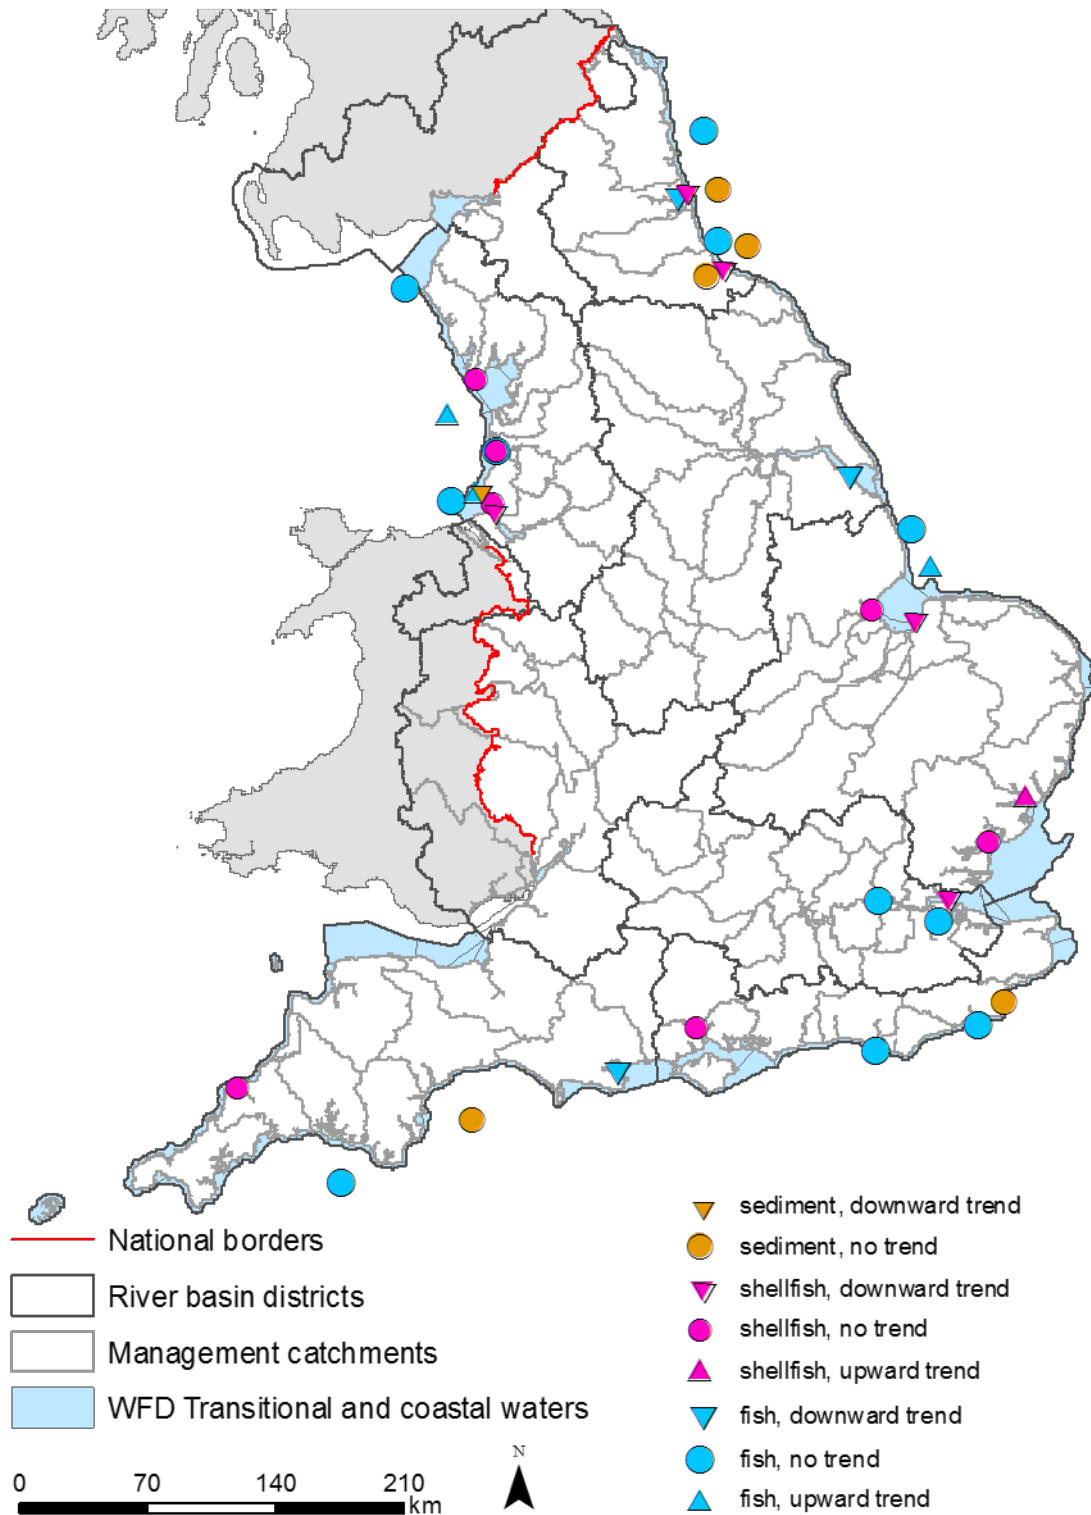 National borders
River basin districts
Management catchments
WFD Transitional and coastal waters
0 70 140 210
km
N
sediment, downward trend
sediment, no trend
shellfish, downward trend
shellfish, no trend
shellfish, upward trend
fish, downward trend
fish, no trend
fish, upward trend